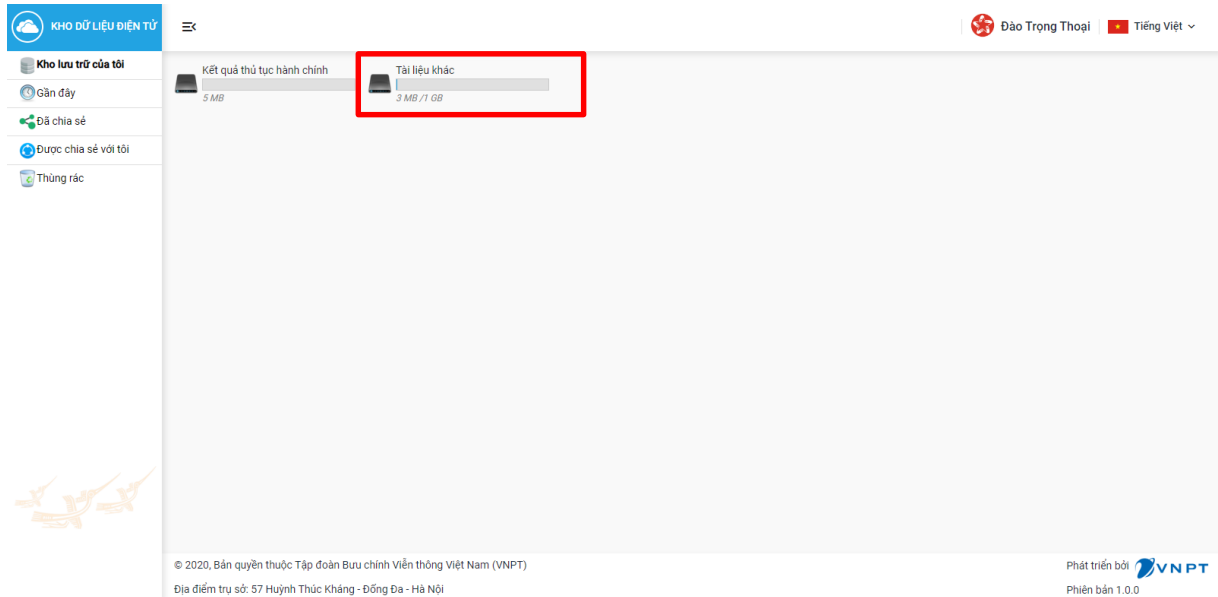 KHO DỮ LIỆU ĐIỆN TỬ
Đào Trọng Thoại
Tiếng Việt
Kho lưu trữ của tôi
Gần đây
Đã chia sẻ
Được chia sẻ với tôi
Thùng rác
Kết quả thủ tục hành chính
5 MB
Tài liệu khác
3 MB /1 GB
© 2020, Bản quyền thuộc Tập đoàn Bưu chính Viễn thông Việt Nam (VNPT)
Địa điểm trụ sở: 57 Huỳnh Thúc Kháng - Đống Đa - Hà Nội
Phát triển bởi VNPT
Phiên bản 1.0.0